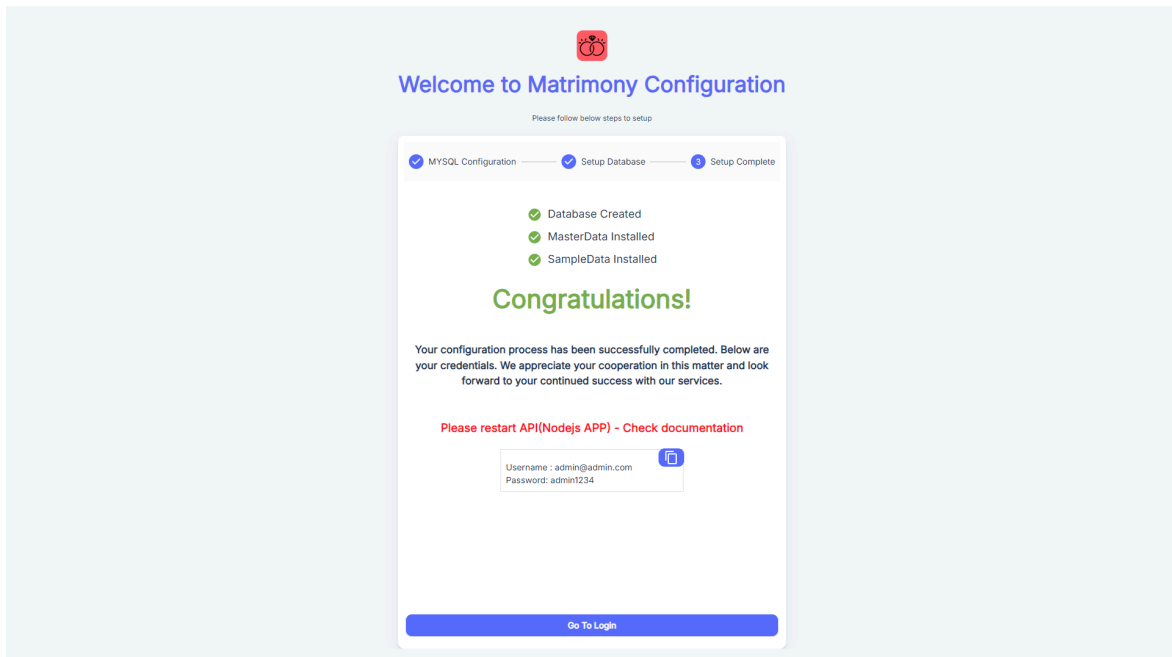 Welcome to Matrimony Configuration
Please follow below steps to setup
MYSQL Configuration Setup Database 3 Setup Complete
Database Created
MasterData Installed
SampleData Installed
Congratulations!
Your configuration process has been successfully completed. Below are
your credentials. We appreciate your cooperation in this matter and look
forward to your continued success with our services.
Please restart API(Nodejs APP) - Check documentation
Username : admin@admin.com
Password: admin1234
Go To Login